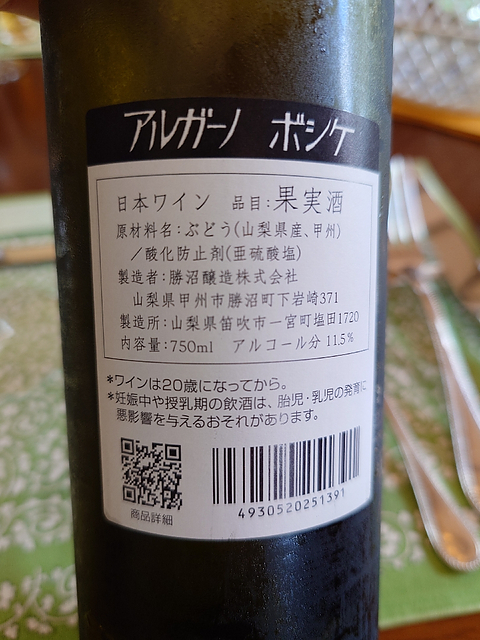 アルガーノ ボシケ
日本ワイン 品目:果実酒
原材料名:ぶどう(山梨県産、甲州)
/酸化防止剤(亜硫酸塩)
製造者:勝沼醸造株式会社
山梨県甲州市勝沼町下岩崎371
製造所:山梨県笛吹市一宮町塩田1720
内容量:750ml アルコール分 11.5%
*ワインは20歳になってから。
*妊娠中や授乳期の飲酒は、胎児・乳児の発育に
悪影響を与えるおそれがあります。
商品詳細
4930520251391